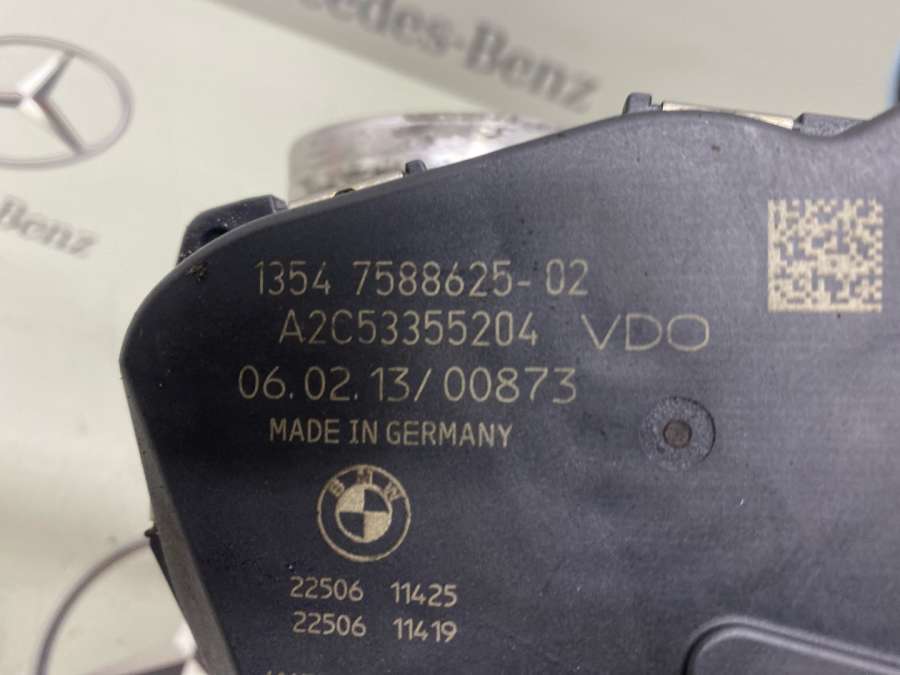 cedes-Benz
Benz
1354 7588625-02
A2C53355204 VDO
06.02.13/00873
MADE IN GERMANY
BMW
22506 11425
22506 11419